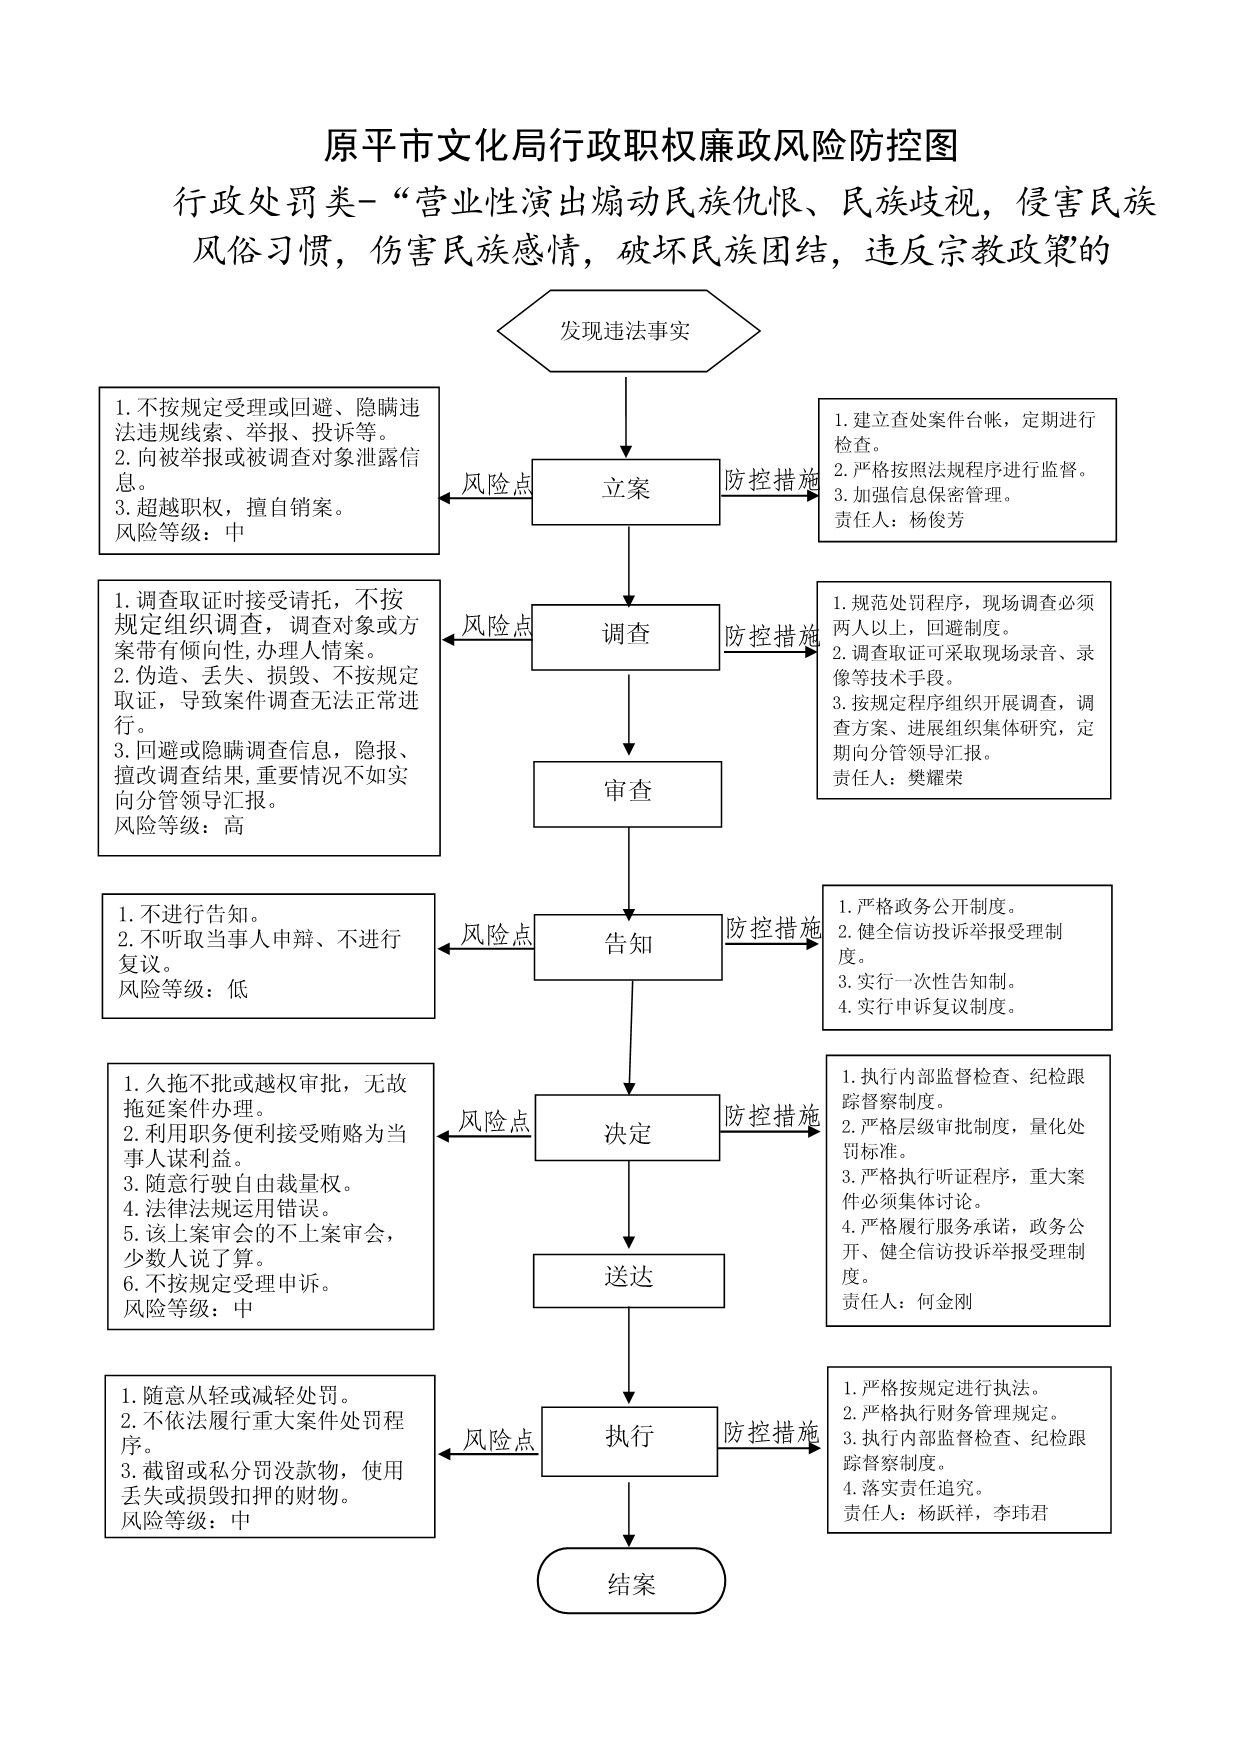 原平市文化局行政职权廉政风险防控图
行政处罚类-“营业性演出煽动民族仇恨、民族歧视，侵害民族
风俗习惯，伤害民族感情，破坏民族团结，违反宗教政策”的
发现违法事实
1.不按规定受理或回避、隐瞒违
法违规线索、举报、投诉等。
2.向被举报或被调查对象泄露信
息。
3.超越职权，擅自销案。
风险等级：中
风险点
立案
防控措施
1.建立查处案件台帐，定期进行
检查。
2.严格按照法规程序进行监督。
3.加强信息保密管理。
责任人：杨俊芳
1.调查取证时接受请托，不按
规定组织调查，调查对象或方
案带有倾向性,办理人情案。
2.伪造、丢失、损毁、不按规定
取证，导致案件调查无法正常进
行。
3.回避或隐瞒调查信息，隐报、
擅改调查结果,重要情况不如实
向分管领导汇报。
风险等级：高
风险点
调查
防控措施
1.规范处罚程序，现场调查必须
两人以上，回避制度。
2.调查取证可采取现场录音、录
像等技术手段。
3.按规定程序组织开展调查，调
查方案、进展组织集体研究，定
期向分管领导汇报。
责任人：樊耀荣
审查
1.不进行告知。
2.不听取当事人申辩、不进行
复议。
风险等级：低
风险点
告知
防控措施
1.严格政务公开制度。
2.健全信访投诉举报受理制
度。
3.实行一次性告知制。
4.实行申诉复议制度。
1.久拖不批或越权审批，无故
拖延案件办理。
2.利用职务便利接受贿赂为当
事人谋利益。
3.随意行驶自由裁量权。
4.法律法规运用错误。
5.该上案审会的不上案审会，
少数人说了算。
6.不按规定受理申诉。
风险等级：中
风险点
决定
防控措施
1.执行内部监督检查、纪检跟
踪督察制度。
2.严格层级审批制度，量化处
罚标准。
3.严格执行听证程序，重大案
件必须集体讨论。
4.严格履行服务承诺，政务公
开、健全信访投诉举报受理制
度。
责任人：何金刚
送达
1.随意从轻或减轻处罚。
2.不依法履行重大案件处罚程
序。
3.截留或私分罚没款物，使用
丢失或损毁扣押的财物。
风险等级：中
风险点
执行
防控措施
1.严格按规定进行执法。
2.严格执行财务管理规定。
3.执行内部监督检查、纪检跟
踪督察制度。
4.落实责任追究。
责任人：杨跃祥，李玮君
结案